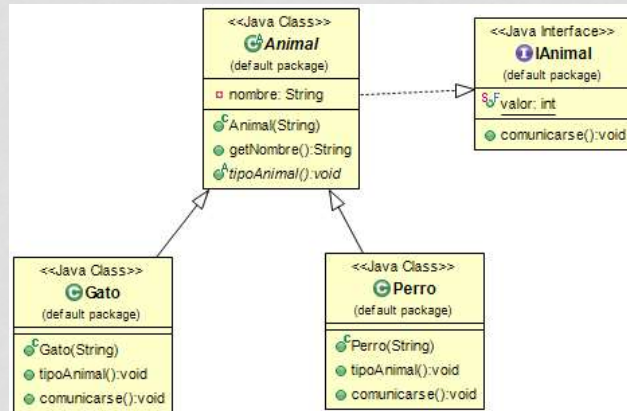 <<Java Class>>
Animal
(default package)
nombre: String
Animal(String)
getNombre():String
tipoAnimal():void
<<Java Interface>>
IAnimal
(default package)
valor: int
comunicarse():void
<<Java Class>>
Gato
(default package)
Gato(String)
tipoAnimal():void
comunicarse():void
<<Java Class>>
Perro
(default package)
Perro(String)
tipoAnimal():void
comunicarse():void